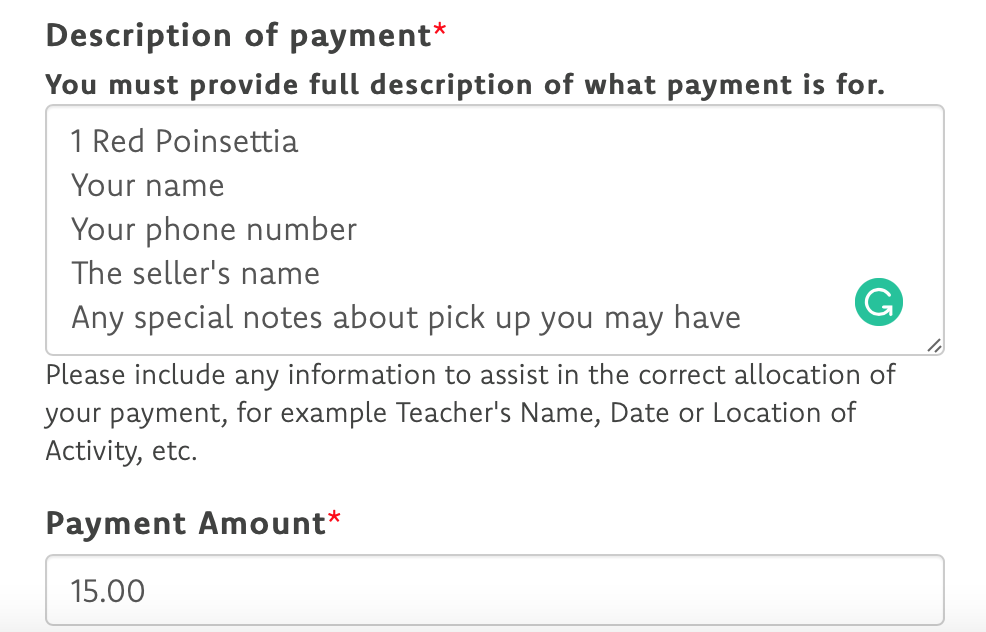 Description of payment*
You must provide full description of what payment is for.
1 Red Poinsettia
Your name
Your phone number
The seller's name
Any special notes about pick up you may have
Please include any information to assist in the correct allocation of
your payment, for example Teacher's Name, Date or Location of
Activity, etc.
Payment Amount*
15.00